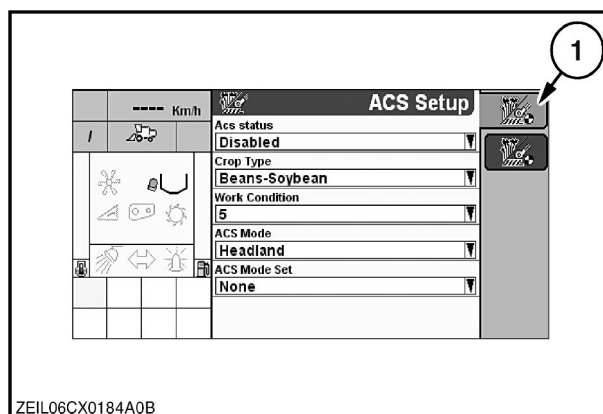 1
---- Km/h
ACS Setup
/
Acs status
Disabled
Crop Type
Beans-Soybean
Work Condition
5
ACS Mode
Headland
ACS Mode Set
None
ZEIL06CX0184A0B